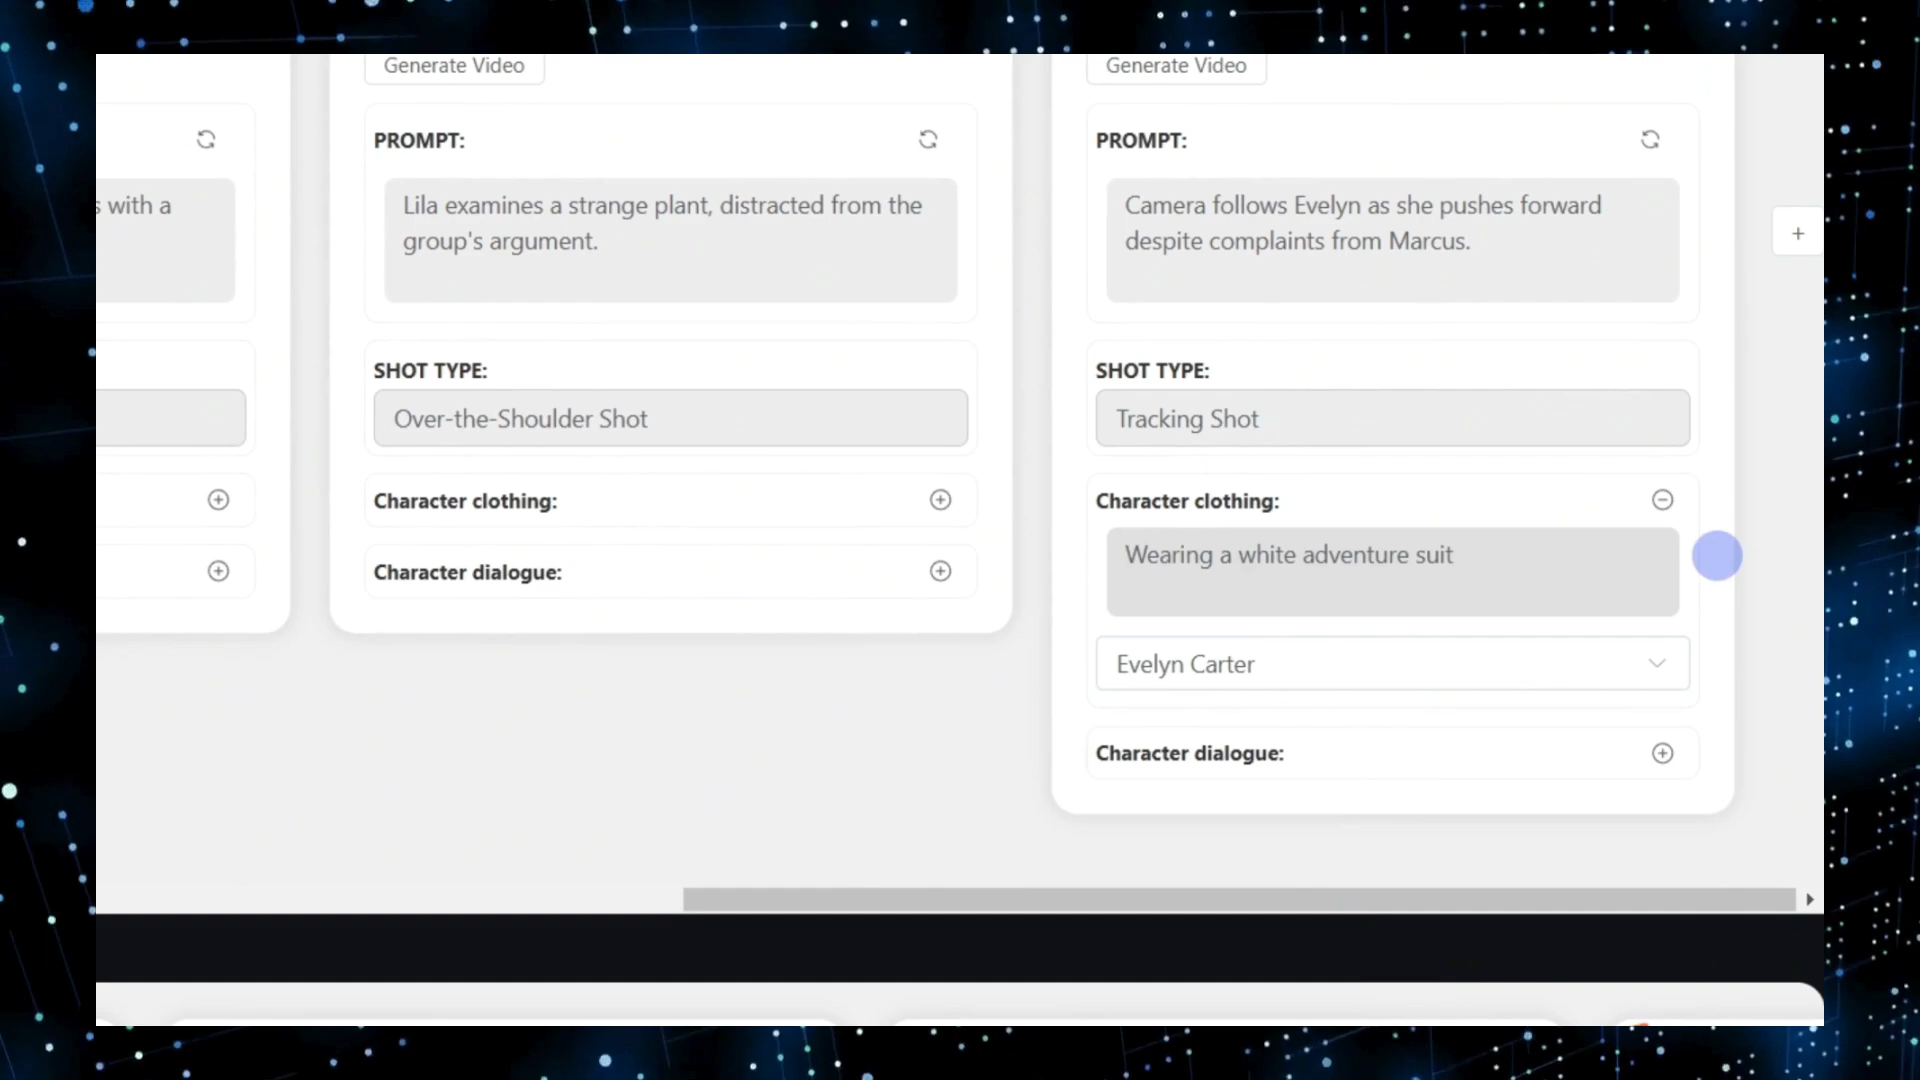 Generate Video
Generate Video
PROMPT:
PROMPT:
s with a
Lila examines a strange plant, distracted from the
group's argument.
Camera follows Evelyn as she pushes forward
despite complaints from Marcus.
SHOT TYPE:
Over-the-Shoulder Shot
SHOT TYPE:
Tracking Shot
Character clothing:
Character dialogue:
Character clothing:
Wearing a white adventure suit
Evelyn Carter
Character dialogue: